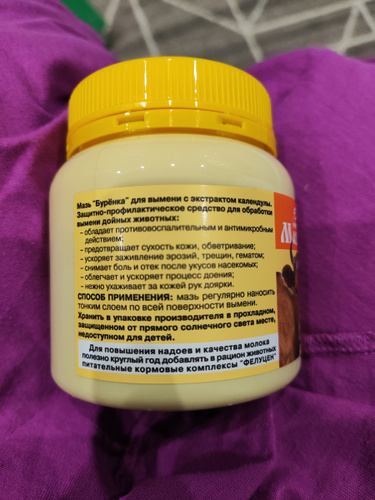 Мазь "Бурёнка" для вымени с экстрактом календулы.
Защитно-профилактическое средство для обработки
вымени дойных животных:
- обладает противовоспалительным и антимикробным
действием;
- предотвращает сухость кожи, обветривание;
- ускоряет заживление эрозий, трещин, гематом;
- снимает боль и отек после укусов насекомых;
- облегчает и ускоряет процесс доения;
- нежно ухаживает за кожей рук доярки.
СПОСОБ ПРИМЕНЕНИЯ: мазь регулярно наносить
тонким слоем по всей поверхности вымени.
Хранить в упаковке производителя в прохладном,
защищенном от прямого солнечного света месте,
недоступном для детей.
Для повышения надоев и качества молока
полезно круглый год добавлять в рацион животных
питательные кормовые комплексы "ФЕЛУЦЕН"